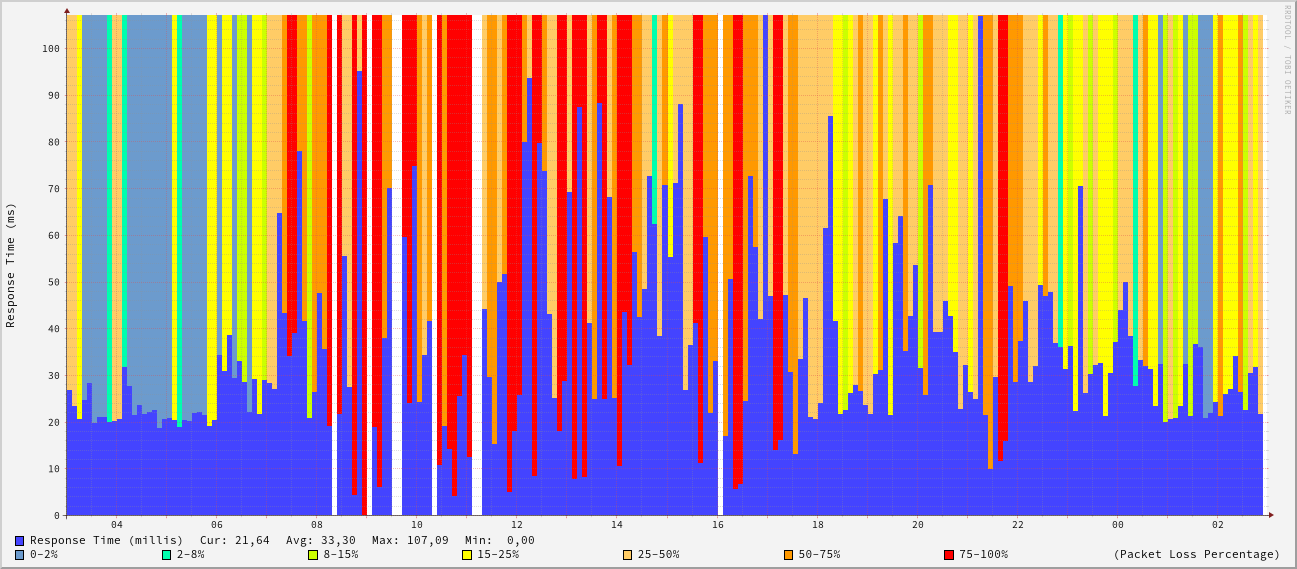 RRDTOOL / TOBI OETIKER
Response Time (ms)
100
90
80
70
60
50
40
30
20
10
0
04 06 08 10 12 14 16 18 20 22 00 02
Response Time (millis) Cur: 21,64 Avg: 33,30 Max: 107,09 Min: 0,00
0-2% 2-8% 8-15% 15-25% 25-50% 50-75% 75-100% (Packet Loss Percentage)